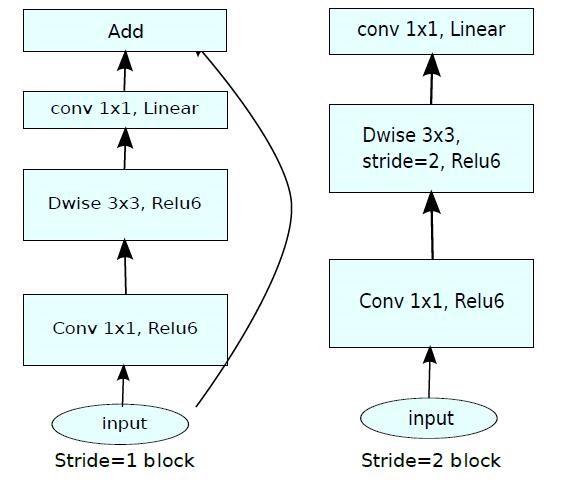 Add
conv 1x1, Linear
Dwise 3x3, Relu6
Conv 1x1, Relu6
input
Stride=1 block
conv 1x1, Linear
Dwise 3x3,
stride=2, Relu6
Conv 1x1, Relu6
input
Stride=2 block